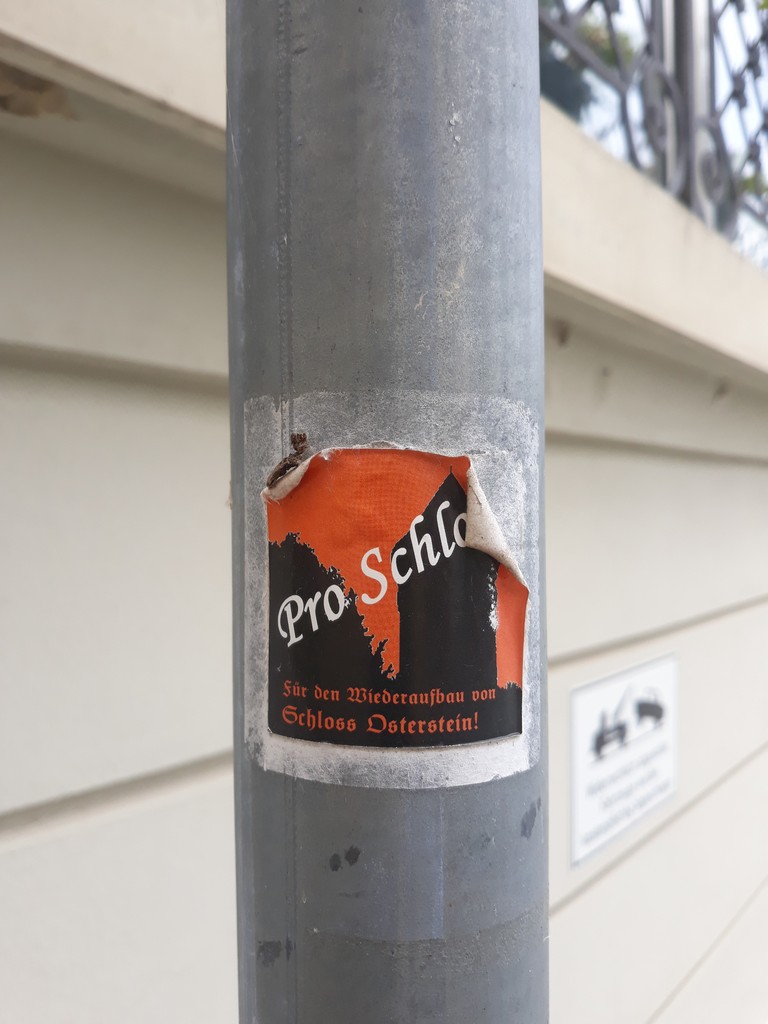 Pro Schlo
Für den Wiederaufbau von
Schloss Osterstein!